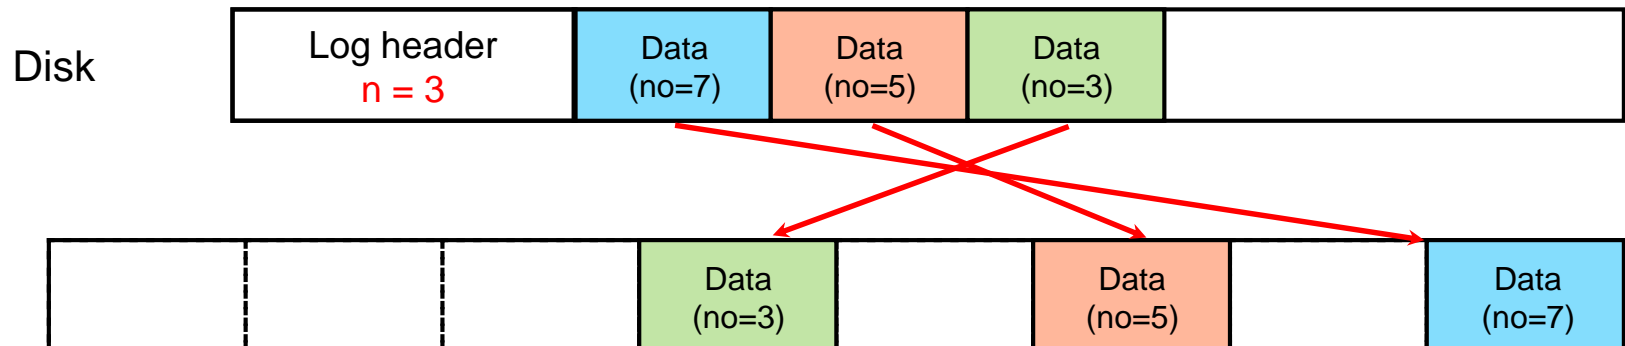 Disk
Log header
n = 3
Data
(no=7)
Data
(no=5)
Data
(no=3)
Data
(no=3)
Data
(no=5)
Data
(no=7)